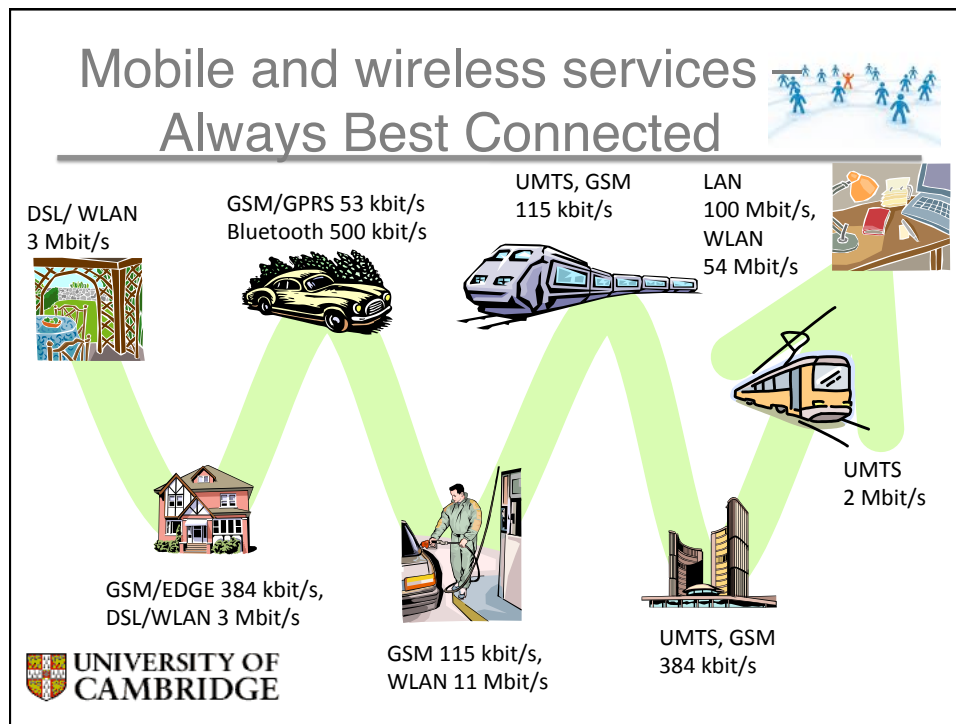 Mobile and wireless services –
Always Best Connected
DSL/ WLAN
3 Mbit/s
GSM/GPRS 53 kbit/s
Bluetooth 500 kbit/s
UMTS, GSM
115 kbit/s
LAN
100 Mbit/s,
WLAN
54 Mbit/s
GSM/EDGE 384 kbit/s,
DSL/WLAN 3 Mbit/s
GSM 115 kbit/s,
WLAN 11 Mbit/s
UMTS, GSM
384 kbit/s
UMTS
2 Mbit/s
UNIVERSITY OF
CAMBRIDGE